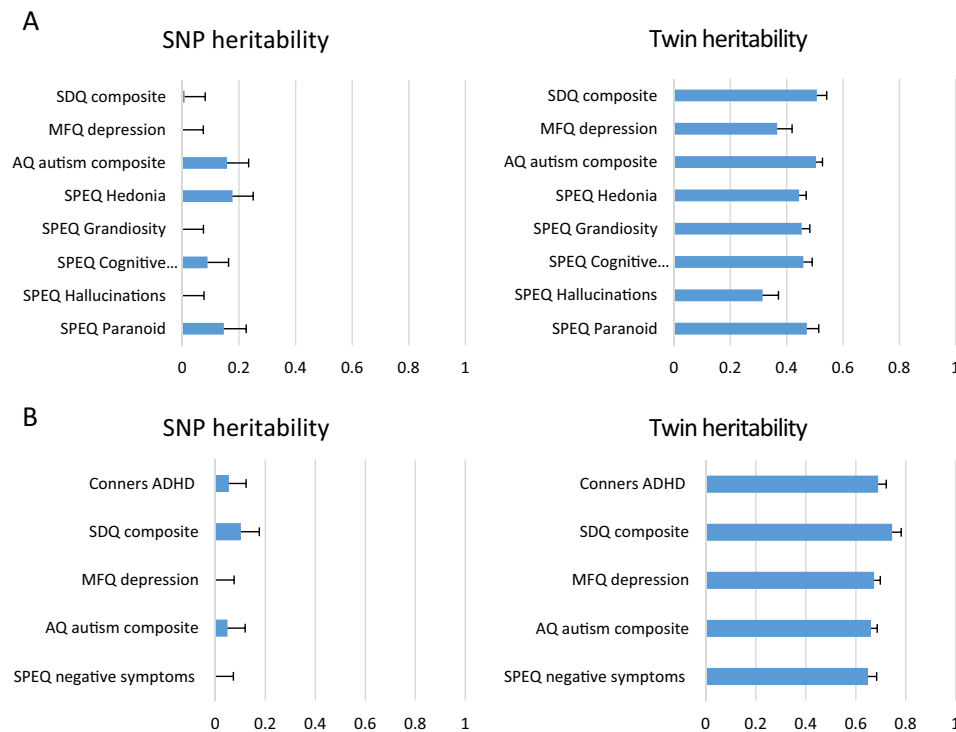 A
SNP heritability
SDQ composite
MFQ depression
AQ autism composite
SPEQ Hedonia
SPEQ Grandiosity
SPEQ Cognitive...
SPEQ Hallucinations
SPEQ Paranoid
0 0.2 0.4 0.6 0.8 1
Twin heritability
SDQ composite
MFQ depression
AQ autism composite
SPEQ Hedonia
SPEQ Grandiosity
SPEQ Cognitive...
SPEQ Hallucinations
SPEQ Paranoid
0 0.2 0.4 0.6 0.8 1
B
SNP heritability
Conners ADHD
SDQ composite
MFQ depression
AQ autism composite
SPEQ negative symptoms
0 0.2 0.4 0.6 0.8 1
Twin heritability
Conners ADHD
SDQ composite
MFQ depression
AQ autism composite
SPEQ negative symptoms
0 0.2 0.4 0.6 0.8 1